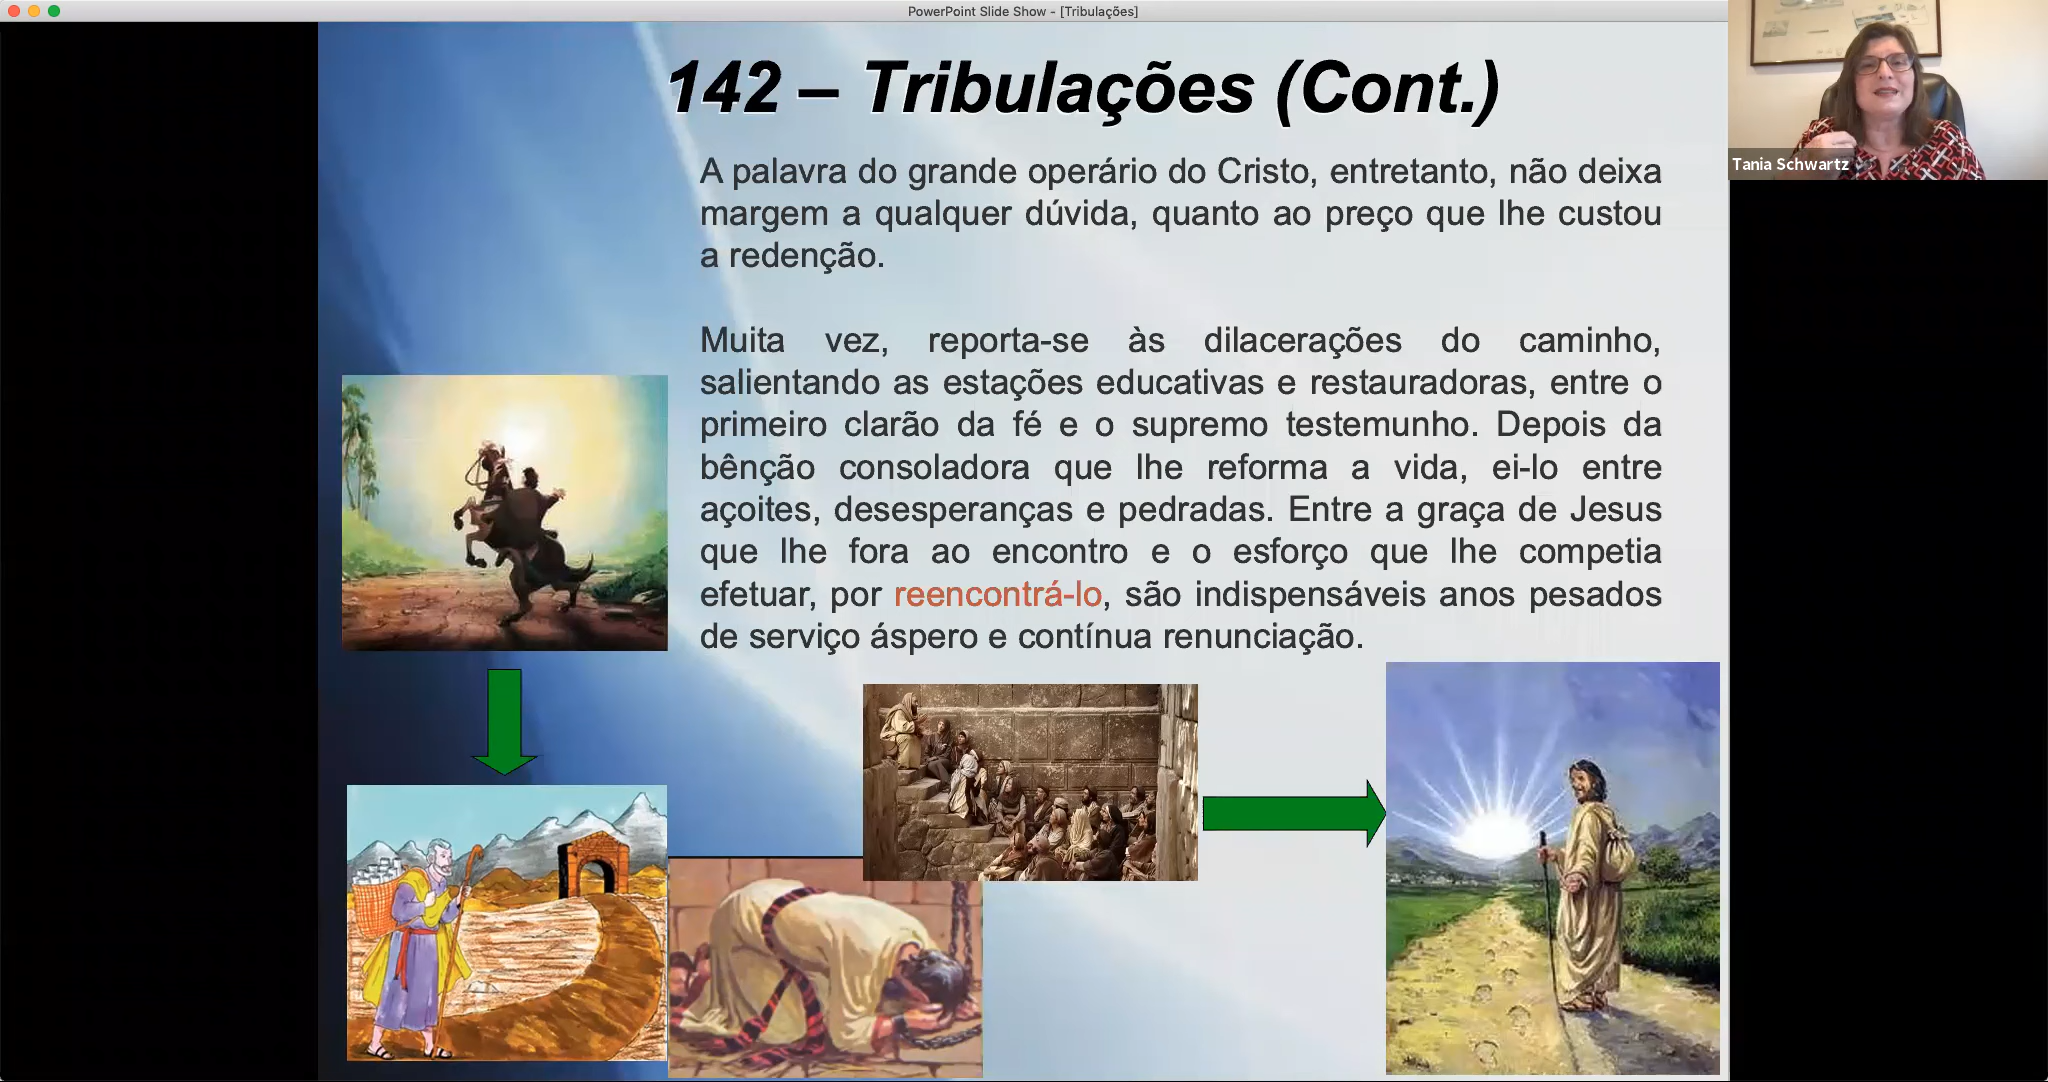 PowerPoint Slide Show - [Tribulações]
142 – Tribulações (Cont.)
A palavra do grande operário do Cristo, entretanto, não deixa
margem a qualquer dúvida, quanto ao preço que lhe custou
a redenção.
Muita vez, reporta-se às dilacerações do caminho,
salientando as estações educativas e restauradoras, entre o
primeiro clarão da fé e o supremo testemunho. Depois da
bênção consoladora que lhe reforma a vida, ei-lo entre
açoites, desesperanças e pedradas. Entre a graça de Jesus
que lhe fora ao encontro e o esforço que lhe competia
efetuar, por reencontrá-lo, são indispensáveis anos pesados
de serviço áspero e contínua renunciação.
Tania Schwartz